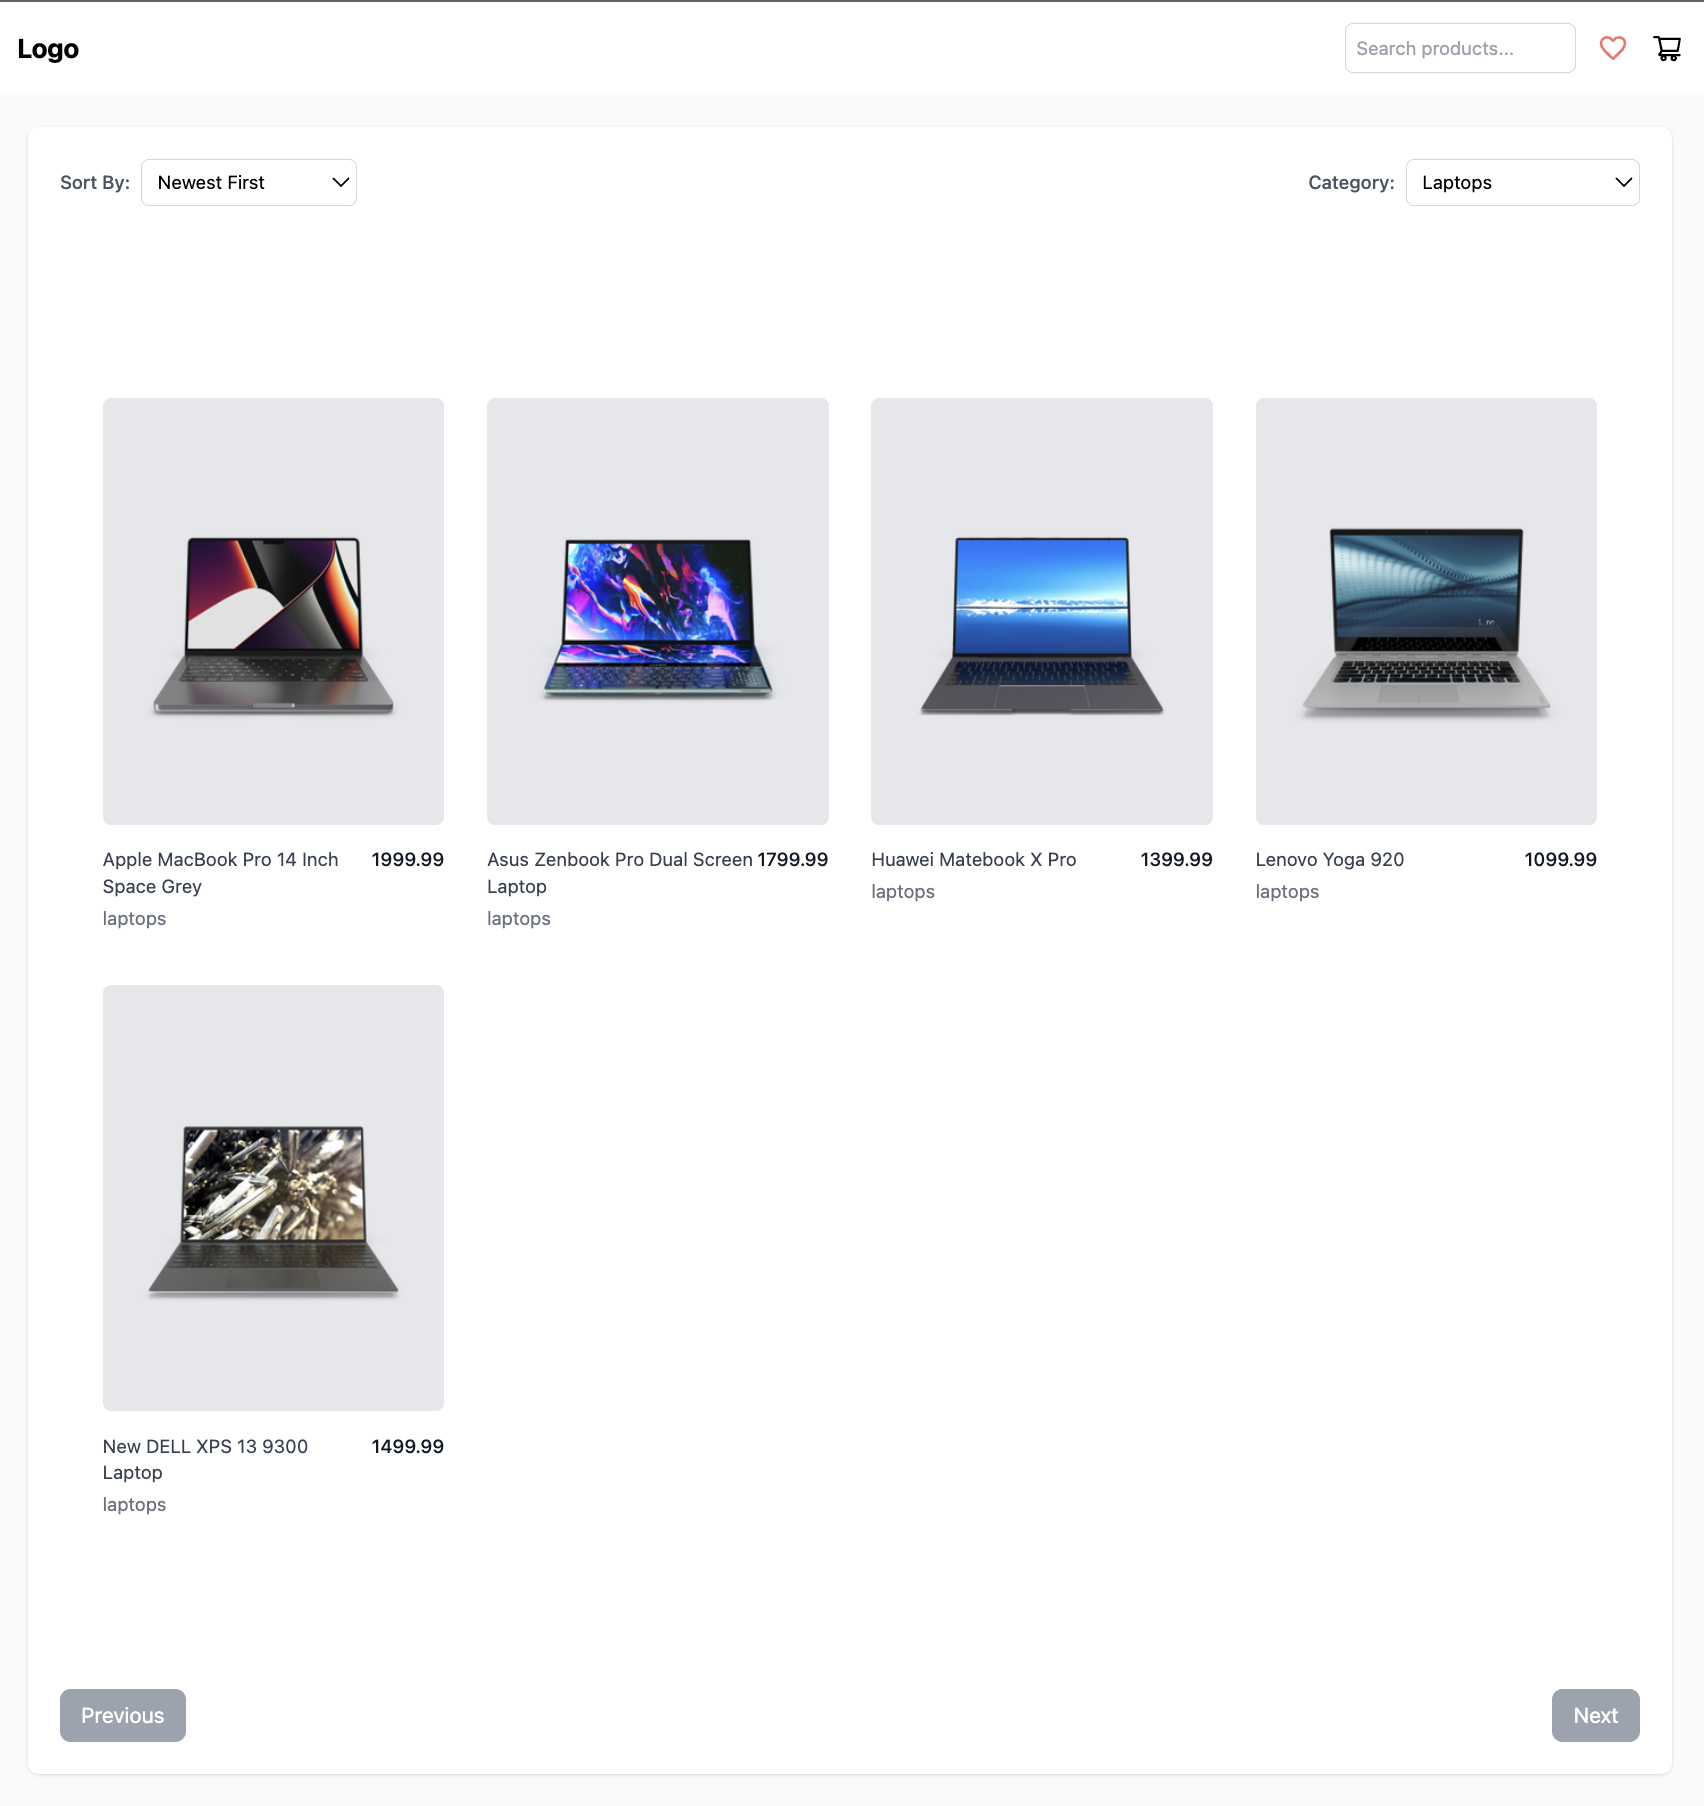 Logo
Search products...
Sort By: Newest First
Category: Laptops
Apple MacBook Pro 14 Inch Space Grey 1999.99
laptops
Asus Zenbook Pro Dual Screen Laptop 1799.99
laptops
Huawei Matebook X Pro 1399.99
laptops
Lenovo Yoga 920 1099.99
laptops
New DELL XPS 13 9300 Laptop 1499.99
laptops
Previous
Next